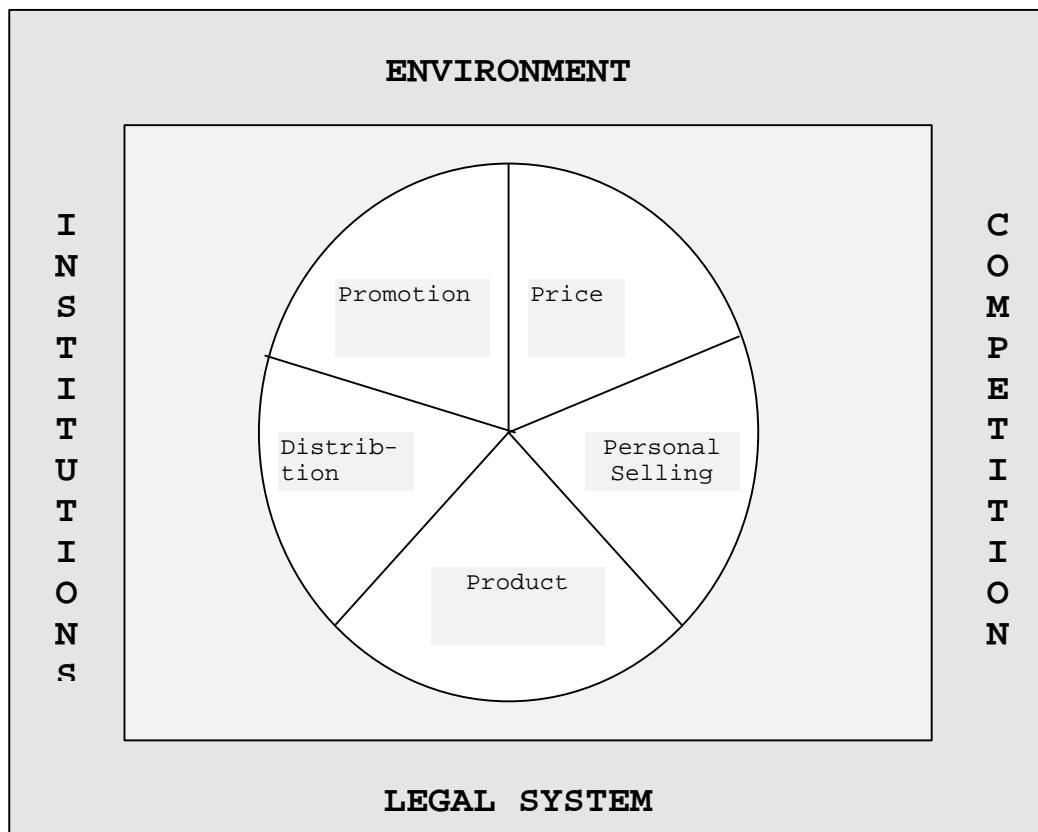 ENVIRONMENT
INSTITUTIONS
COMPETITION
Promotion
Price
Distrib-
tion
Personal
Selling
Product
LEGAL SYSTEM